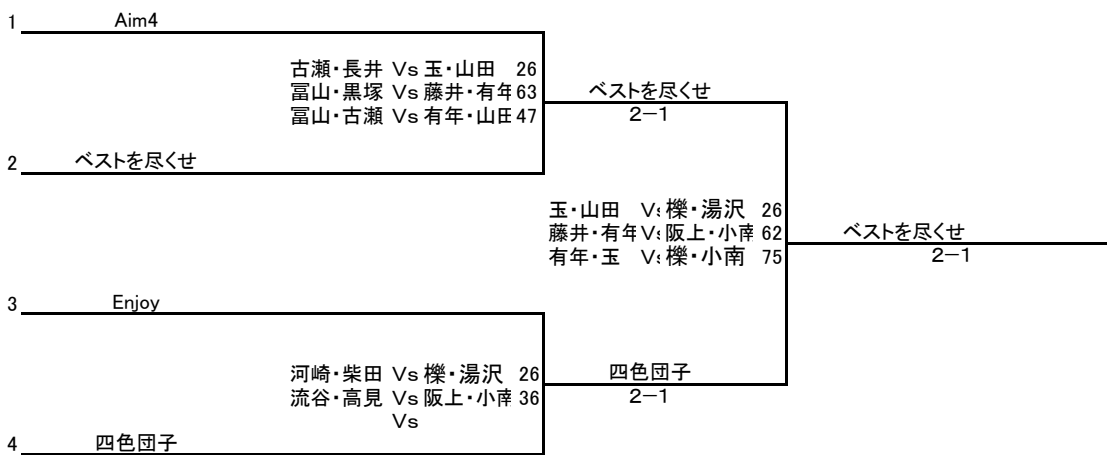 1 Aim4
古瀬・長井 Vs 玉・山田 26
冨山・黒塚 Vs 藤井・有年 63
冨山・古瀬 Vs 有年・山田 47
ベストを尽くせ
2-1
2 ベストを尽くせ
玉・山田 Vs 櫟・湯沢 26
藤井・有年 Vs 阪上・小南 62
有年・玉 Vs 櫟・小南 75
ベストを尽くせ
2-1
3 Enjoy
河崎・柴田 Vs 櫟・湯沢 26
流谷・高見 Vs 阪上・小南 36
Vs
四色団子
2-1
4 四色団子